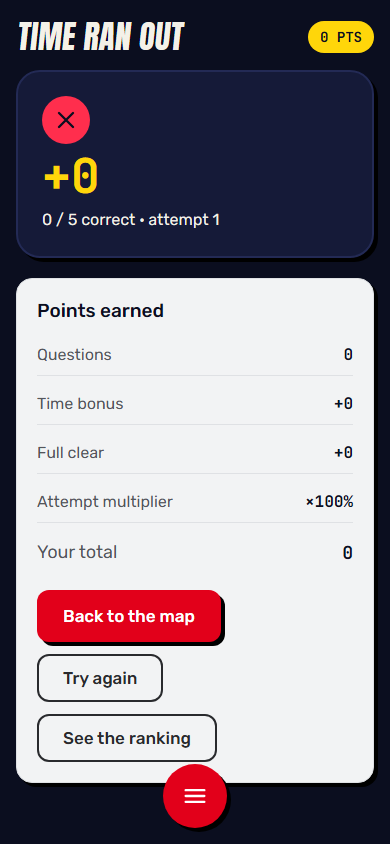 TIME RAN OUT
0 PTS
+0
0 / 5 correct • attempt 1
Points earned
Questions 0
Time bonus +0
Full clear +0
Attempt multiplier ×100%
Your total 0
Back to the map
Try again
See the ranking